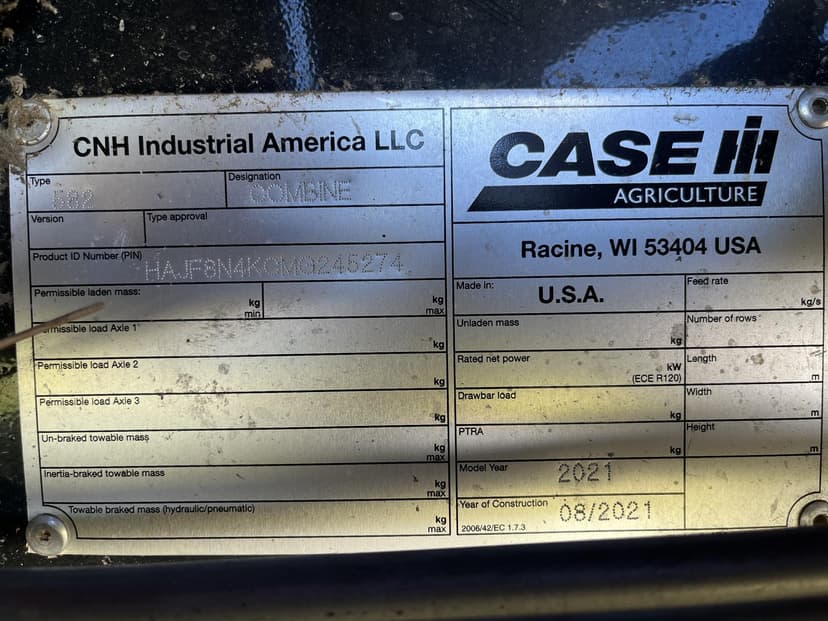 CNH Industrial America LLC
Type
582
Designation
COMBINE
Version
Type approval
Product ID Number (PIN)
Permissible laden mass:
kg
min
kg
max
Permissible load Axle 1
kg
Permissible load Axle 2
kg
Permissible load Axle 3
kg
Un-braked towable mass
kg
max
Inertia-braked towable mass
kg
max
Towable braked mass (hydraulic/pneumatic)
kg
max
CASE IH
AGRICULTURE
Racine, WI 53404 USA
Made in:
U.S.A.
Feed rate
kg/s
Unladen mass
kg
Number of rows
Rated net power
kW
(ECE R120)
Length
m
Drawbar load
kg
Width
m
PTRA
kg
Height
m
Model Year
2021
Year of Construction
08/2021
2006/42/EC 1.7.3